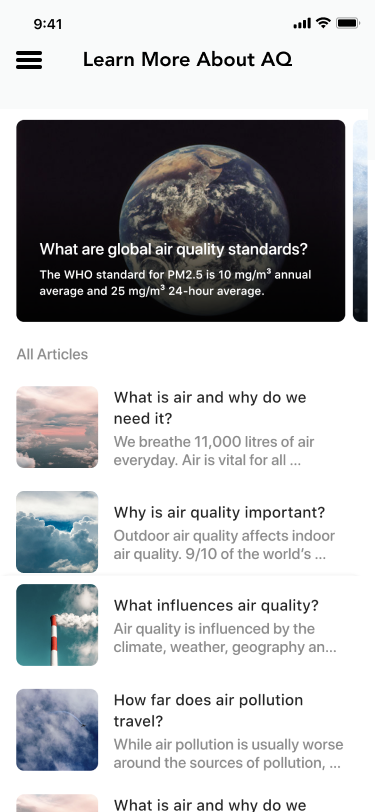 9:41
Learn More About AQ
What are global air quality standards?
The WHO standard for PM2.5 is 10 mg/m³ annual
average and 25 mg/m³ 24-hour average.
All Articles
What is air and why do we
need it?
We breathe 11,000 litres of air
everyday. Air is vital for all ...
Why is air quality important?
Outdoor air quality affects indoor
air quality. 9/10 of the world’s ...
What influences air quality?
Air quality is influenced by the
climate, weather, geography an...
How far does air pollution
travel?
While air pollution is usually worse
around the sources of pollution, ...
What is air and why do we